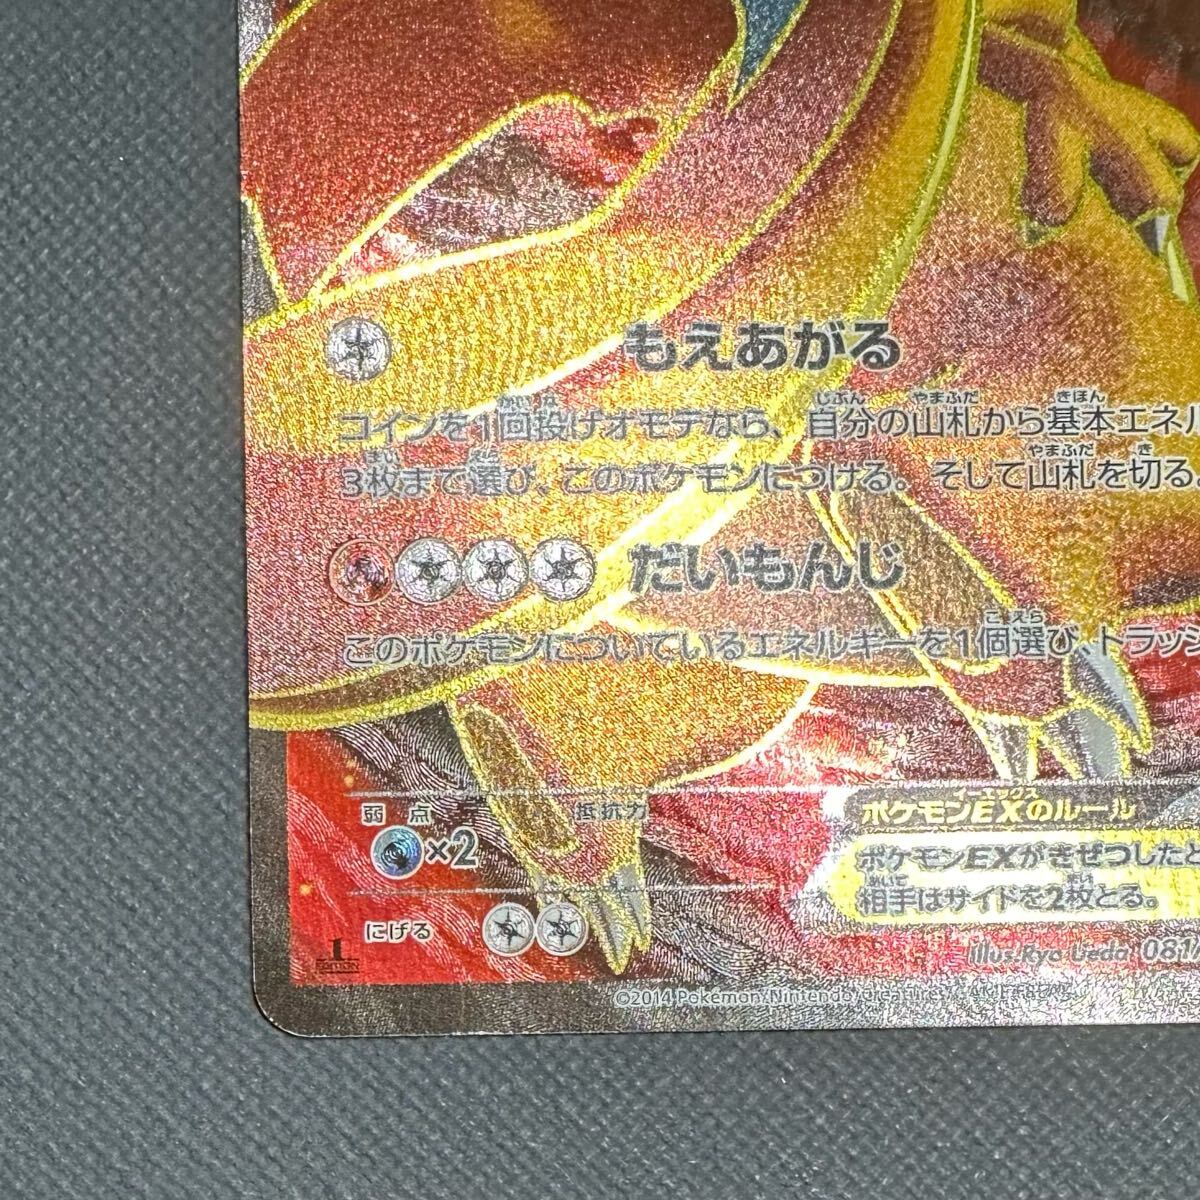 もえあがる
コインを1回投げオモテなら、自分の山札から基本エネル
3枚まで選び、このポケモンにつける。そして山札を切る。
だいもんじ
このポケモンについているエネルギーを1個選び、トラッシ
弱点
抵抗力
×2
にげる
ポケモンEXのルール
ポケモンEXがきぜつしたと
相手はサイドを2枚とる。
illus.Ryo Ueda 081/
1
EDITION
©2014 Pokémon/Nintendo/Creatures/GAME FREAK